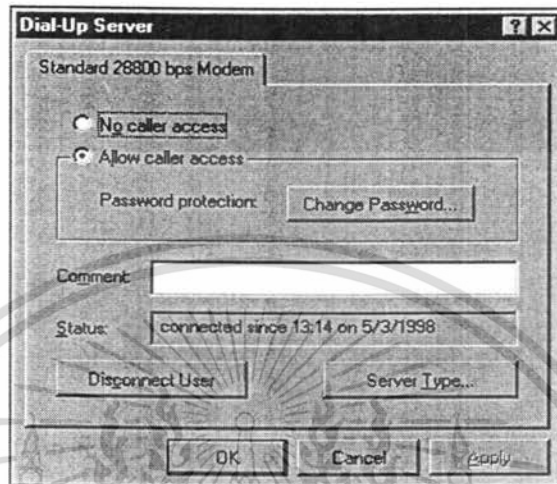 Dial-Up Server
Standard 28800 bps Modem
No caller access
Allow caller access
Password protection: Change Password...
Comment:
Status: connected since 13:14 on 5/3/1998
Disconnect User Server Type...
OK Cancel Apply